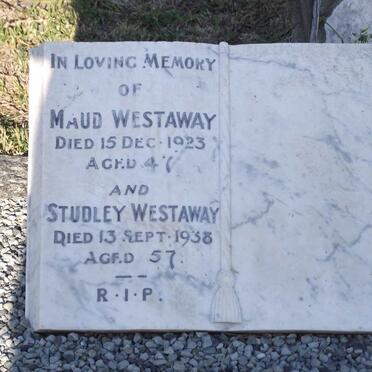 IN LOVING MEMORY
OF
MAUD WESTAWAY
DIED 15 DEC · 1923
AGED 47
AND
STUDLEY WESTAWAY
DIED 13 SEPT · 1938
AGED 57.
R · I · P.